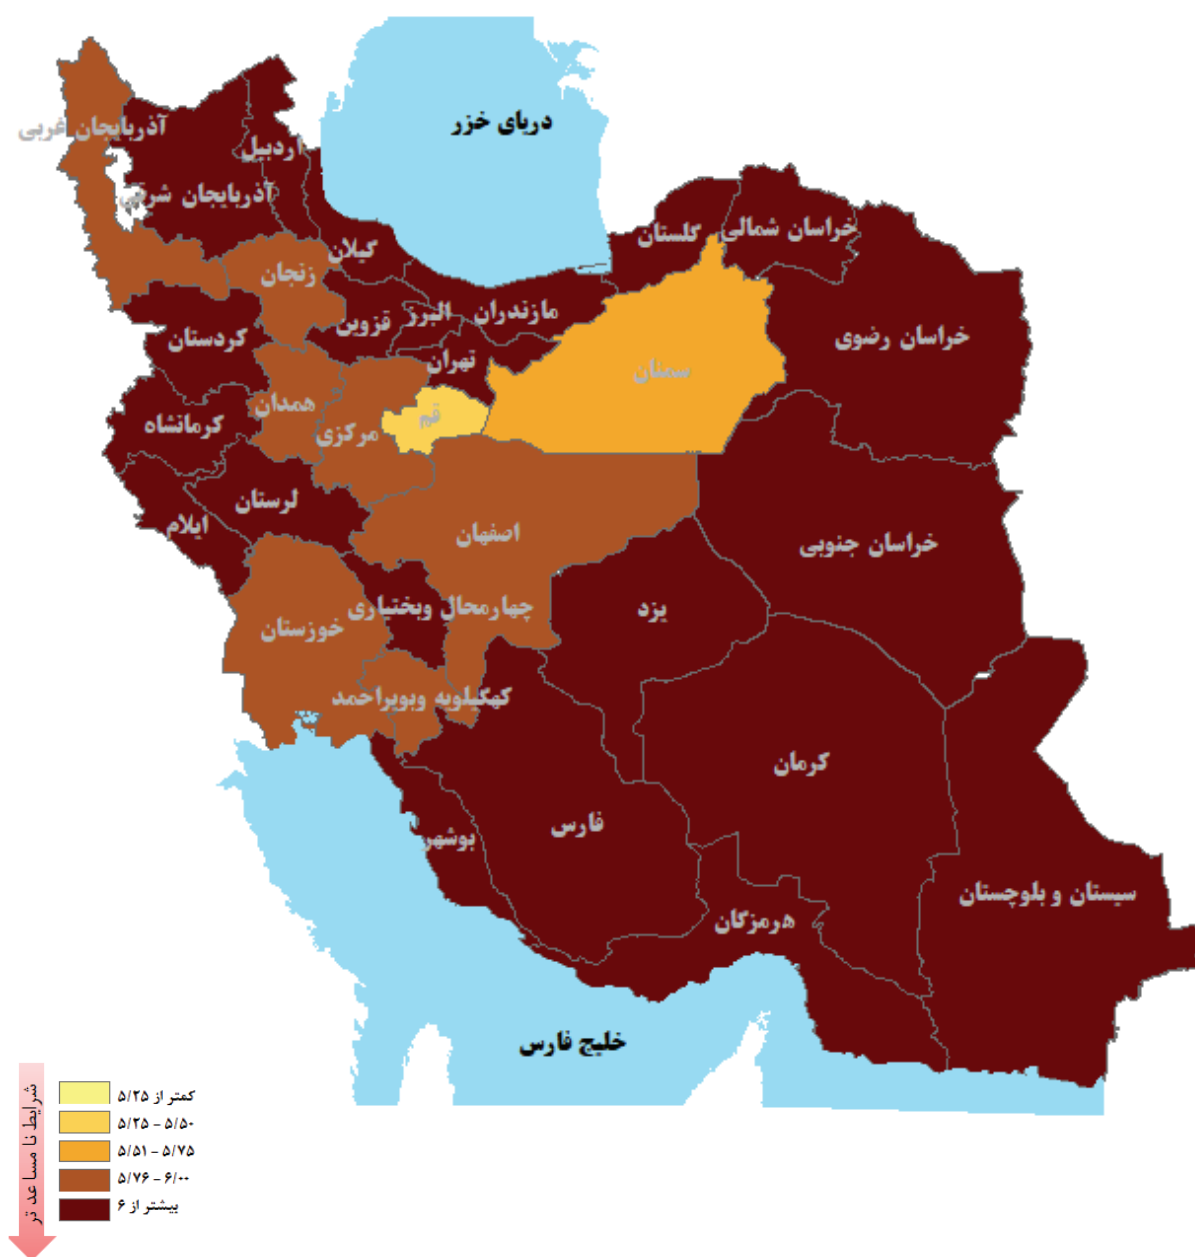 دریای خزر
آذربایجان غربی
اردبیل
آذربایجان شرقی
خراسان شمالی
گلستان
گیلان
زنجان
مازندران
البرز
قزوین
کردستان
خراسان رضوی
تهران
سمنان
همدان
قم
کرمانشاه
مرکزی
لرستان
ایلام
اصفهان
خراسان جنوبی
چهارمحال وبختیاری
یزد
خوزستان
کهگیلویه وبویراحمد
کرمان
فارس
بوشهر
سیستان و بلوچستان
هرمزگان
خلیج فارس
شرایط نا مساعد تر
کمتر از ۵/۲۵
۵/۲۵ - ۵/۵۰
۵/۵۱ - ۵/۷۵
۵/۷۶ - ۶/۰۰
بیشتر از ۶